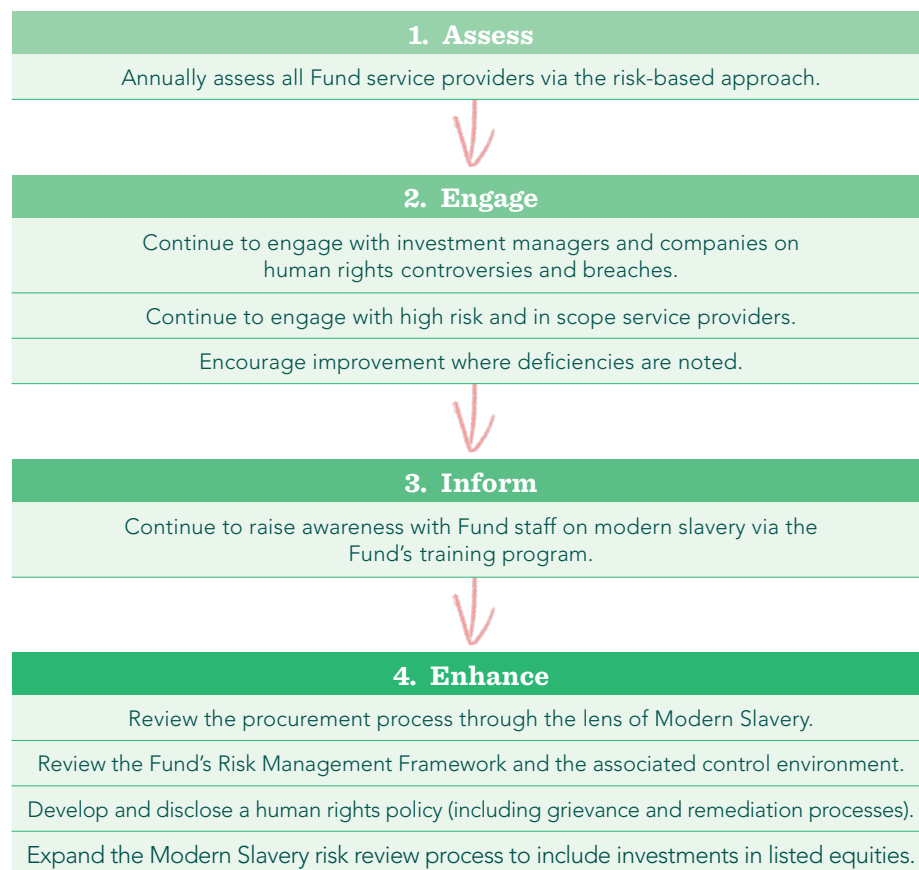 1. Assess
Annually assess all Fund service providers via the risk-based approach.
2. Engage
Continue to engage with investment managers and companies on
human rights controversies and breaches.
Continue to engage with high risk and in scope service providers.
Encourage improvement where deficiencies are noted.
3. Inform
Continue to raise awareness with Fund staff on modern slavery via the
Fund’s training program.
4. Enhance
Review the procurement process through the lens of Modern Slavery.
Review the Fund’s Risk Management Framework and the associated control environment.
Develop and disclose a human rights policy (including grievance and remediation processes).
Expand the Modern Slavery risk review process to include investments in listed equities.